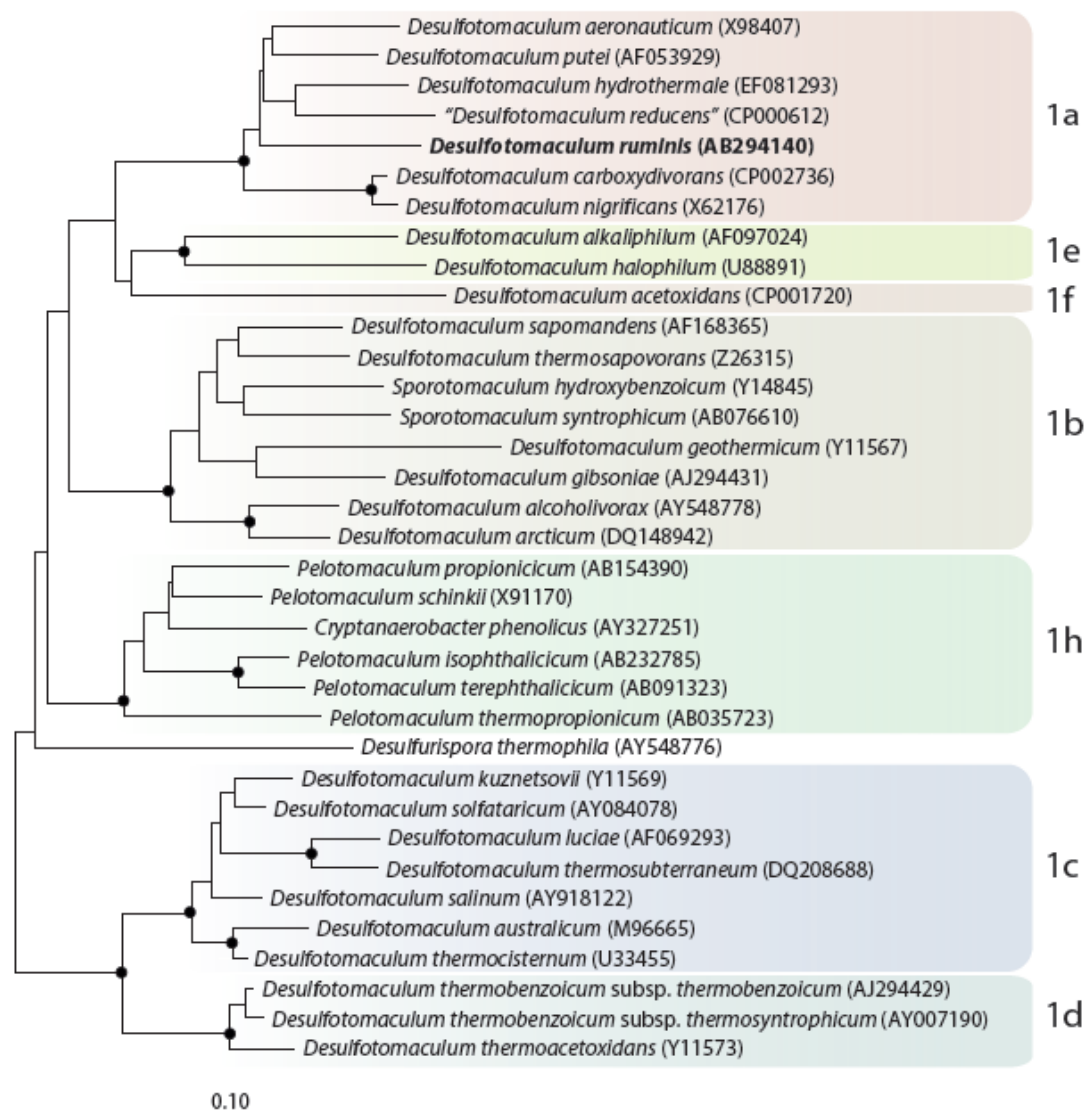 Desulfotomaculum aeronauticum (X98407)
Desulfotomaculum putei (AF053929)
Desulfotomaculum hydrothermale (EF081293)
“Desulfotomaculum reducens” (CP000612)
1a
Desulfotomaculum ruminis (AB294140)
Desulfotomaculum carboxydivorans (CP002736)
Desulfotomaculum nigrificans (X62176)
Desulfotomaculum alkaliphilum (AF097024)
1e
Desulfotomaculum halophilum (U88891)
Desulfotomaculum acetoxidans (CP001720)
1f
Desulfotomaculum sapomandens (AF168365)
Desulfotomaculum thermosapovorans (Z26315)
Sporotomaculum hydroxybenzoicum (Y14845)
Sporotomaculum syntrophicum (AB076610)
1b
Desulfotomaculum geothermicum (Y11567)
Desulfotomaculum gibsoniae (AJ294431)
Desulfotomaculum alcoholivorax (AY548778)
Desulfotomaculum arcticum (DQ148942)
Pelotomaculum propionicicum (AB154390)
Pelotomaculum schinkii (X91170)
Cryptanaerobacter phenolicus (AY327251)
1h
Pelotomaculum isophthalicicum (AB232785)
Pelotomaculum terephthalicicum (AB091323)
Pelotomaculum thermopropionicum (AB035723)
Desulfurispora thermophila (AY548776)
Desulfotomaculum kuznetsovii (Y11569)
Desulfotomaculum solfataricum (AY084078)
Desulfotomaculum luciae (AF069293)
1c
Desulfotomaculum thermosubterraneum (DQ208688)
Desulfotomaculum salinum (AY918122)
Desulfotomaculum australicum (M96665)
Desulfotomaculum thermocisternum (U33455)
Desulfotomaculum thermobenzoicum subsp. thermobenzoicum (AJ294429)
Desulfotomaculum thermobenzoicum subsp. thermosyntrophicum (AY007190)
1d
Desulfotomaculum thermoacetoxidans (Y11573)
0.10